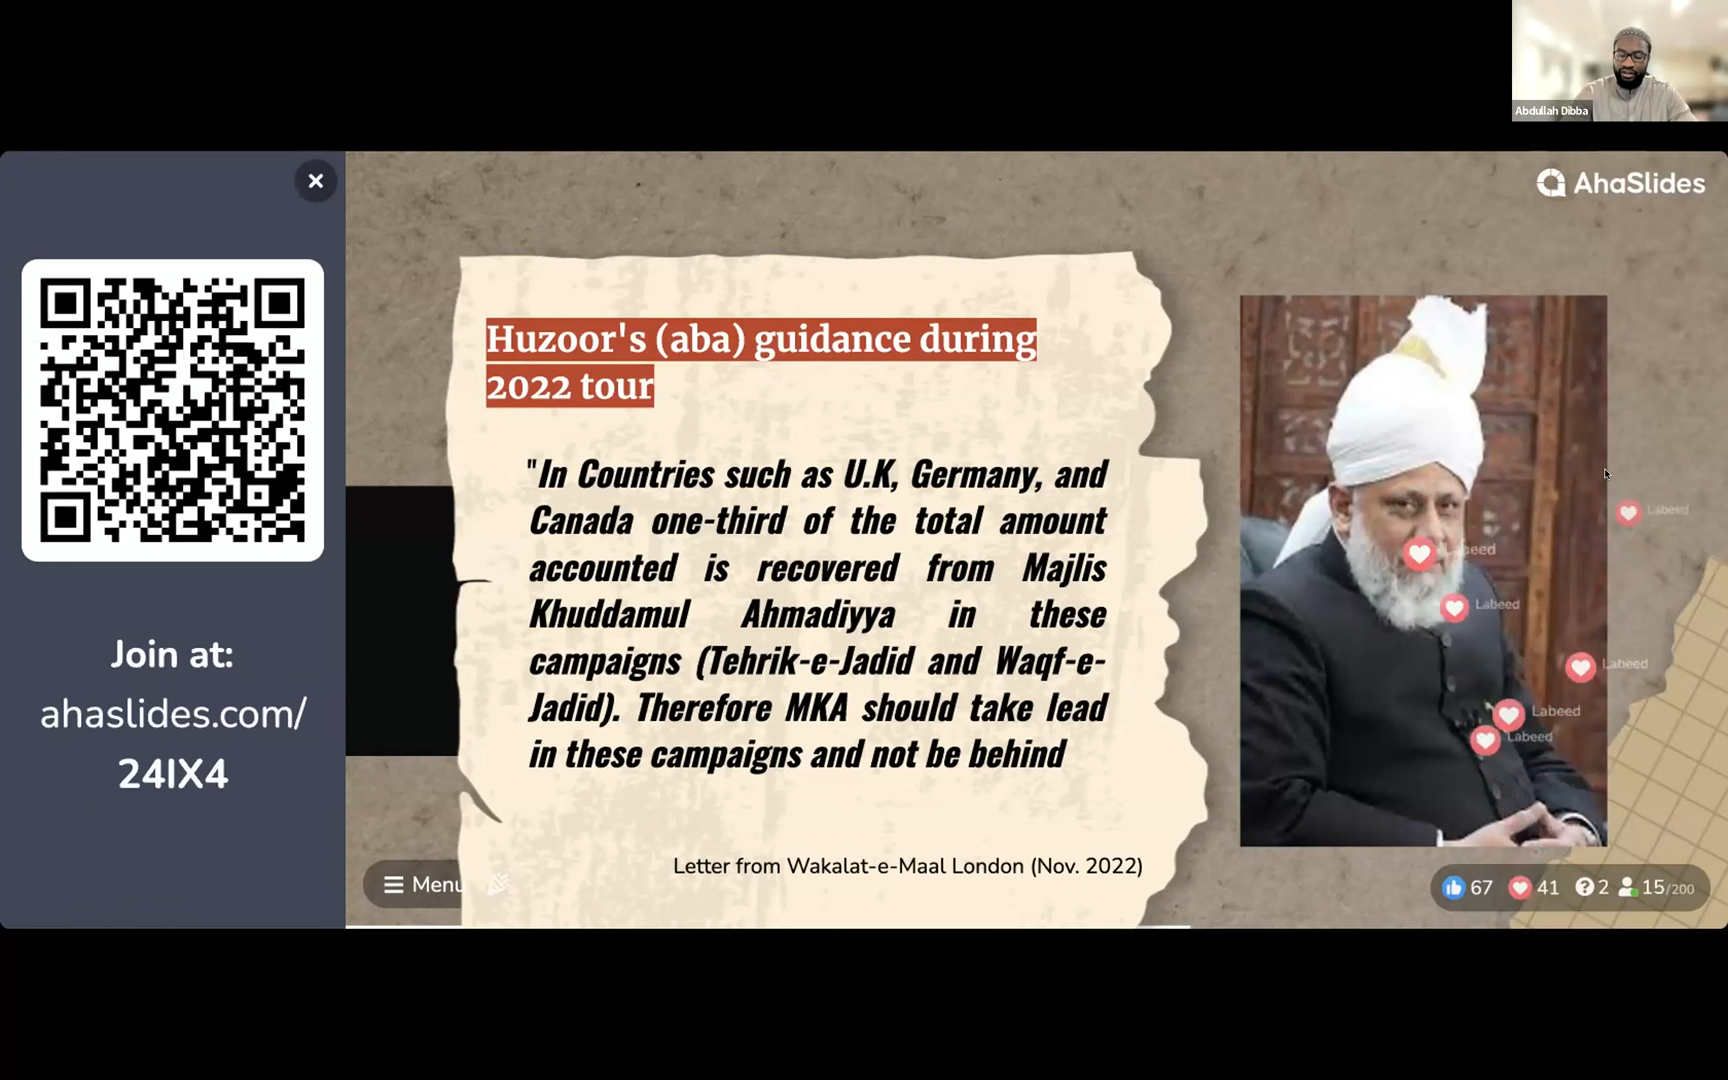 Abdullah Dibba
AhaSlides
Join at:
ahaslides.com/
24IX4
Huzoor's (aba) guidance during
2022 tour
"In Countries such as U.K, Germany, and
Canada one-third of the total amount
accounted is recovered from Majlis
Khuddamul Ahmadiyya in these
campaigns (Tehrik-e-Jadid and Waqf-e-
Jadid). Therefore MKA should take lead
in these campaigns and not be behind
Letter from Wakalat-e-Maal London (Nov. 2022)
Labeed
Labeed
Labeed
Labeed
Labeed
Labeed
Menu
67 41 2 15/200